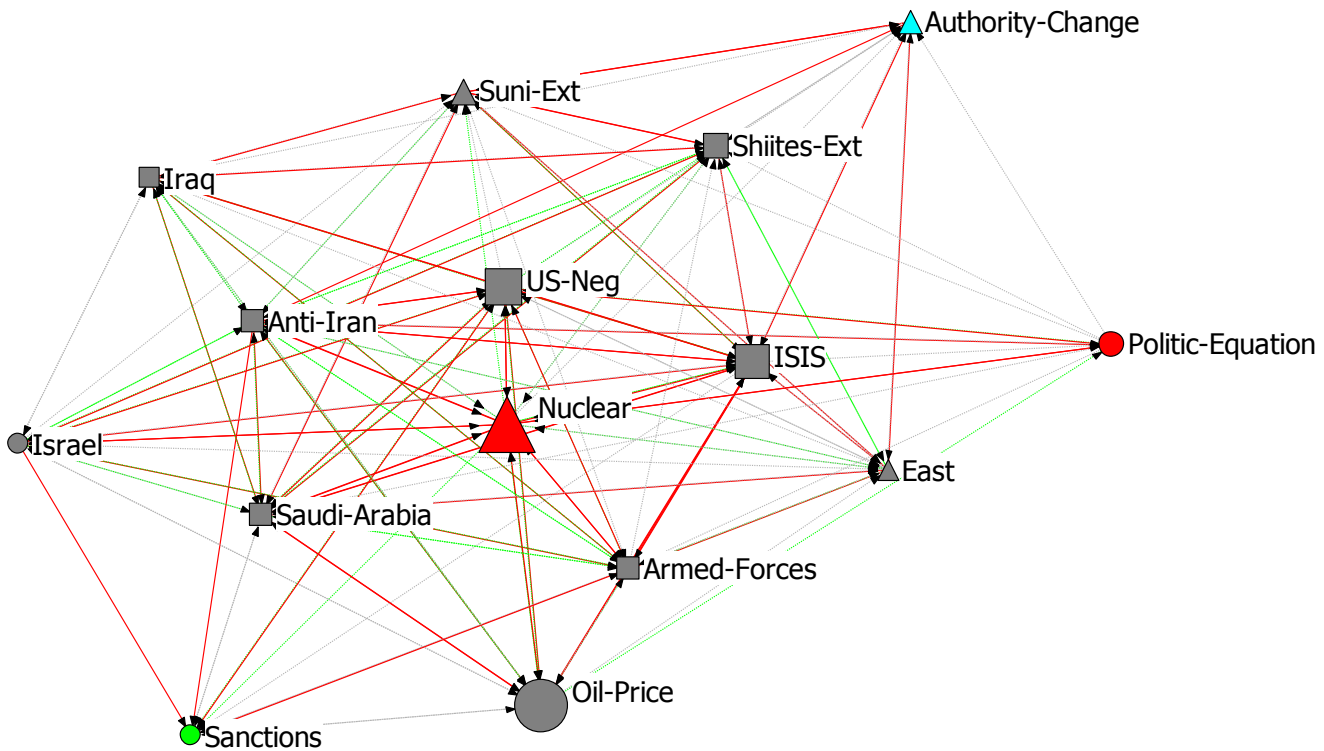 Authority-Change
Suni-Ext
Shiites-Ext
Iraq
US-Neg
Anti-Iran
Politic-Equation
ISIS
Nuclear
Israel
East
Saudi-Arabia
Armed-Forces
Oil-Price
Sanctions